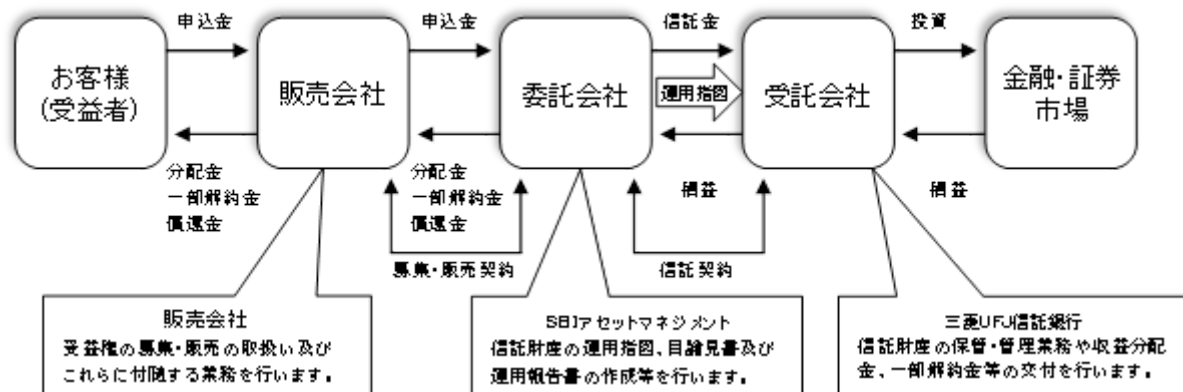 申込金
申込金
信託金
投資
お客様
(受益者)
販売会社
委託会社
運用指図
受託会社
金融・証券
市場
分配金
一部解約金
償還金
分配金
一部解約金
償還金
損益
損益
募集・販売契約
信託契約
販売会社
受益権の募集・販売の取扱い及び
これらに付随する業務を行います。
SBIアセットマネジメント
信託財産の運用指図、目論見書及び
運用報告書の作成等を行います。
三菱UFJ信託銀行
信託財産の保管・管理業務や収益分配
金、一部解約金等の交付を行います。